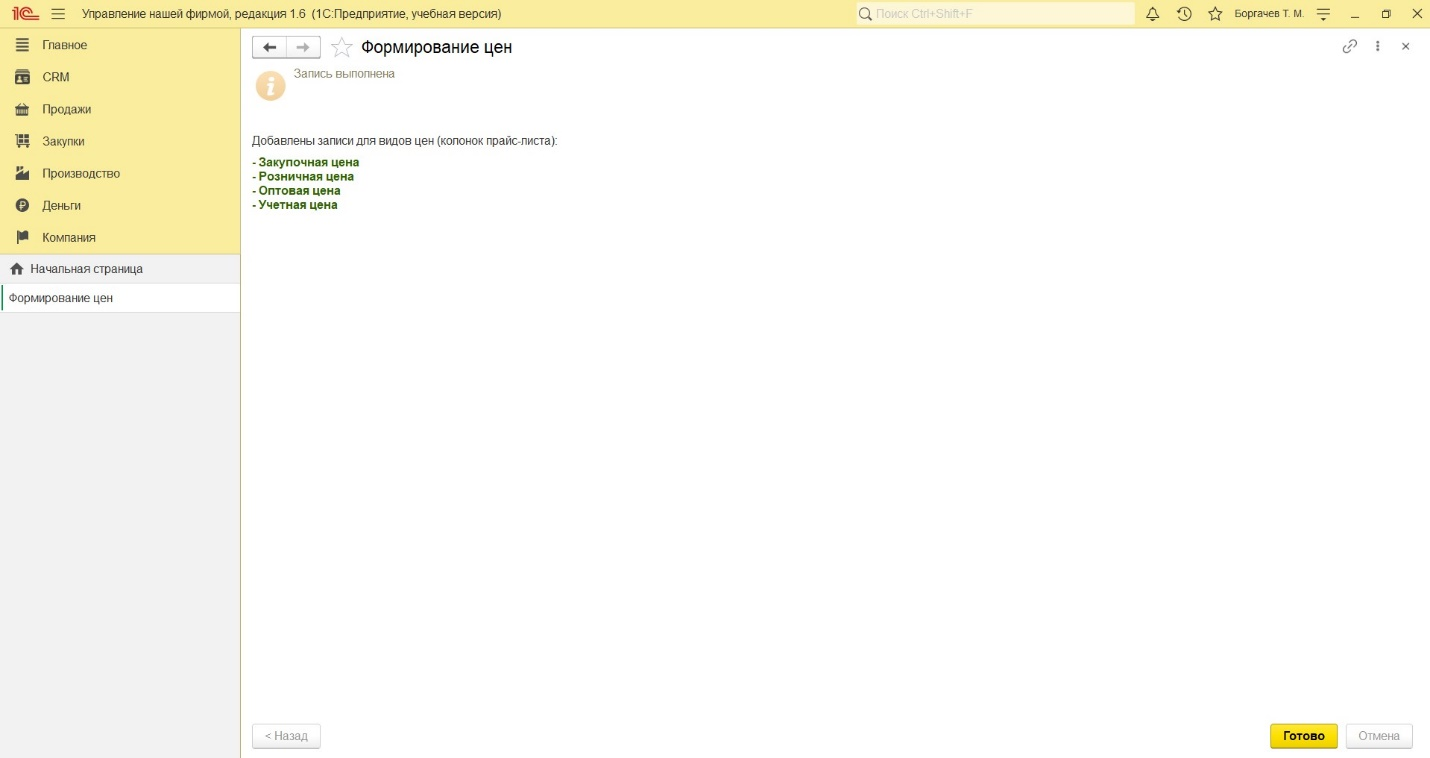 1С Управление нашей фирмой, редакция 1.6 (1С:Предприятие, учебная версия) Поиск Ctrl+Shift+F Боргачев Т. М.
Главное
CRM
Продажи
Закупки
Производство
Деньги
Компания
Начальная страница
Формирование цен
Формирование цен
Запись выполнена
Добавлены записи для видов цен (колонок прайс-листа):
- Закупочная цена
- Розничная цена
- Оптовая цена
- Учетная цена
< Назад Готово Отмена